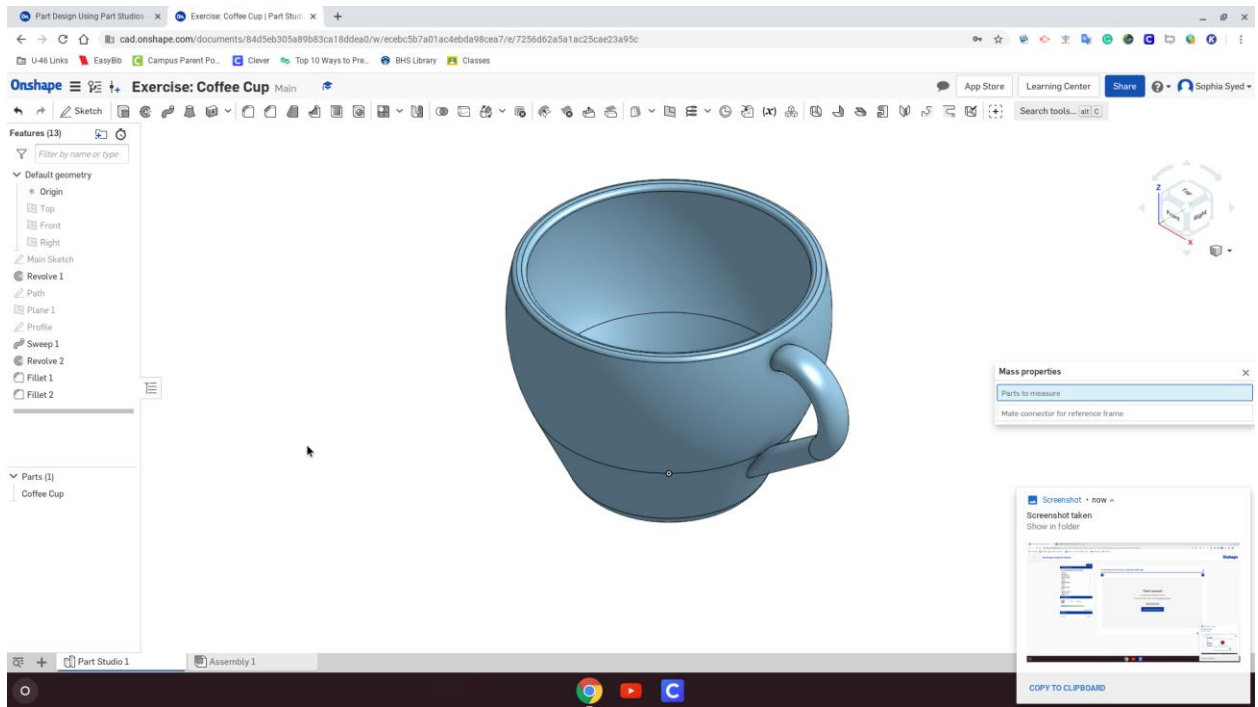 Part Design Using Part Studios
Exercise: Coffee Cup | Part Studi
cad.onshape.com/documents/84d5eb305a89b83ca18ddea0/w/ecebc5b7a01ac4ebda98cea7/e/7256d62a5a1ac25cae23a95c
U-46 Links EasyBib Campus Parent Po... Clever Top 10 Ways to Pre... BHS Library Classes
Onshape Exercise: Coffee Cup Main App Store Learning Center Share Sophia Syed
Sketch Search tools... alt C
Features (13)
Filter by name or type
Default geometry
Origin
Top
Front
Right
Main Sketch
Revolve 1
Path
Plane 1
Profile
Sweep 1
Revolve 2
Fillet 1
Fillet 2
Parts (1)
Coffee Cup
Z
Top
Front
Right
X
Mass properties
Parts to measure
Mate connector for reference frame
Screenshot • now
Screenshot taken
Show in folder
COPY TO CLIPBOARD
Part Studio 1 Assembly 1